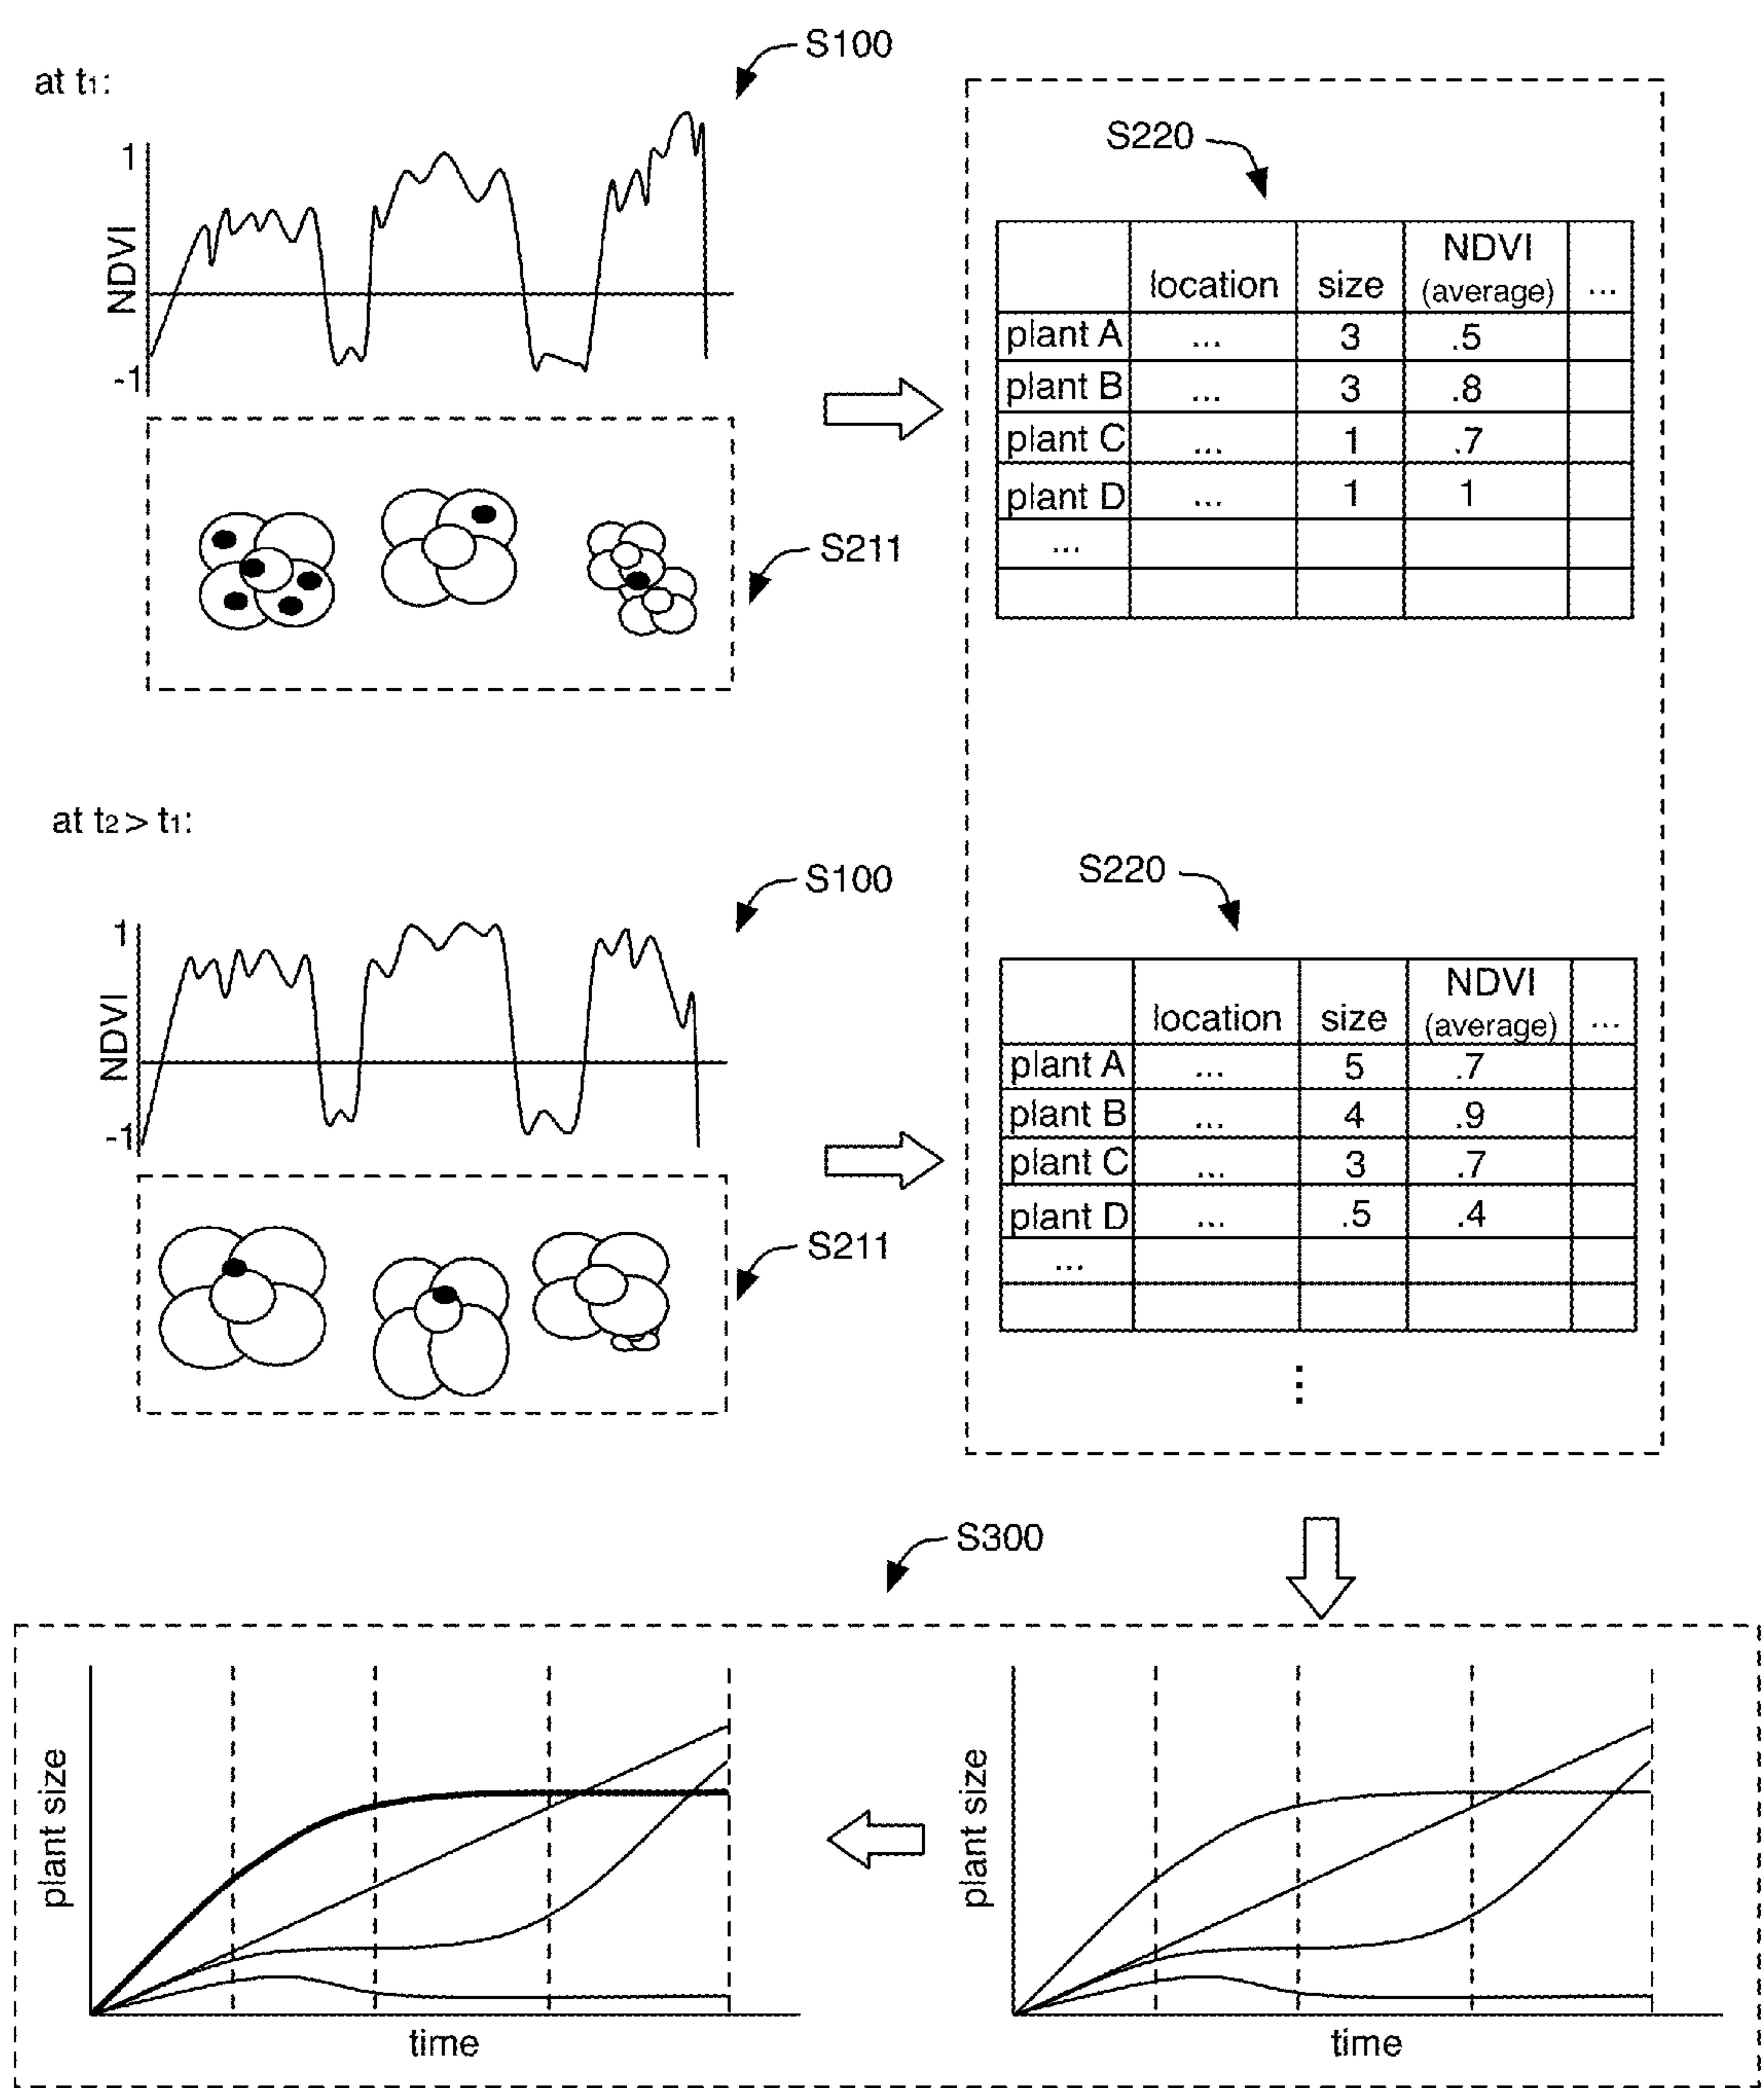 S100
at t1:
1
NDVI
-1
S211
S220
NDVI
location size (average) ...
plant A ... 3 .5
plant B ... 3 .8
plant C ... 1 .7
plant D ... 1 1
...
at t2 > t1:
S100
1
NDVI
-1
S211
S220
NDVI
location size (average) ...
plant A ... 5 .7
plant B ... 4 .9
plant C ... 3 .7
plant D ... .5 .4
...
S300
plant size
time
plant size
time